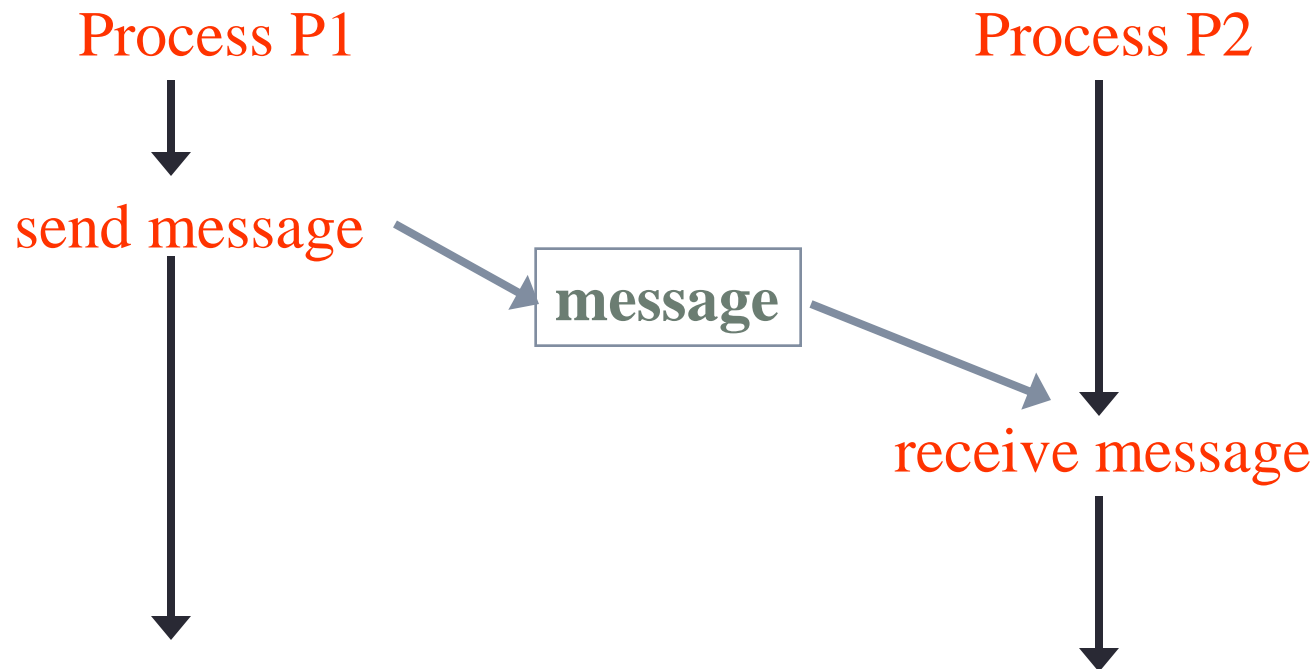 Process P1
Process P2
send message
message
receive message